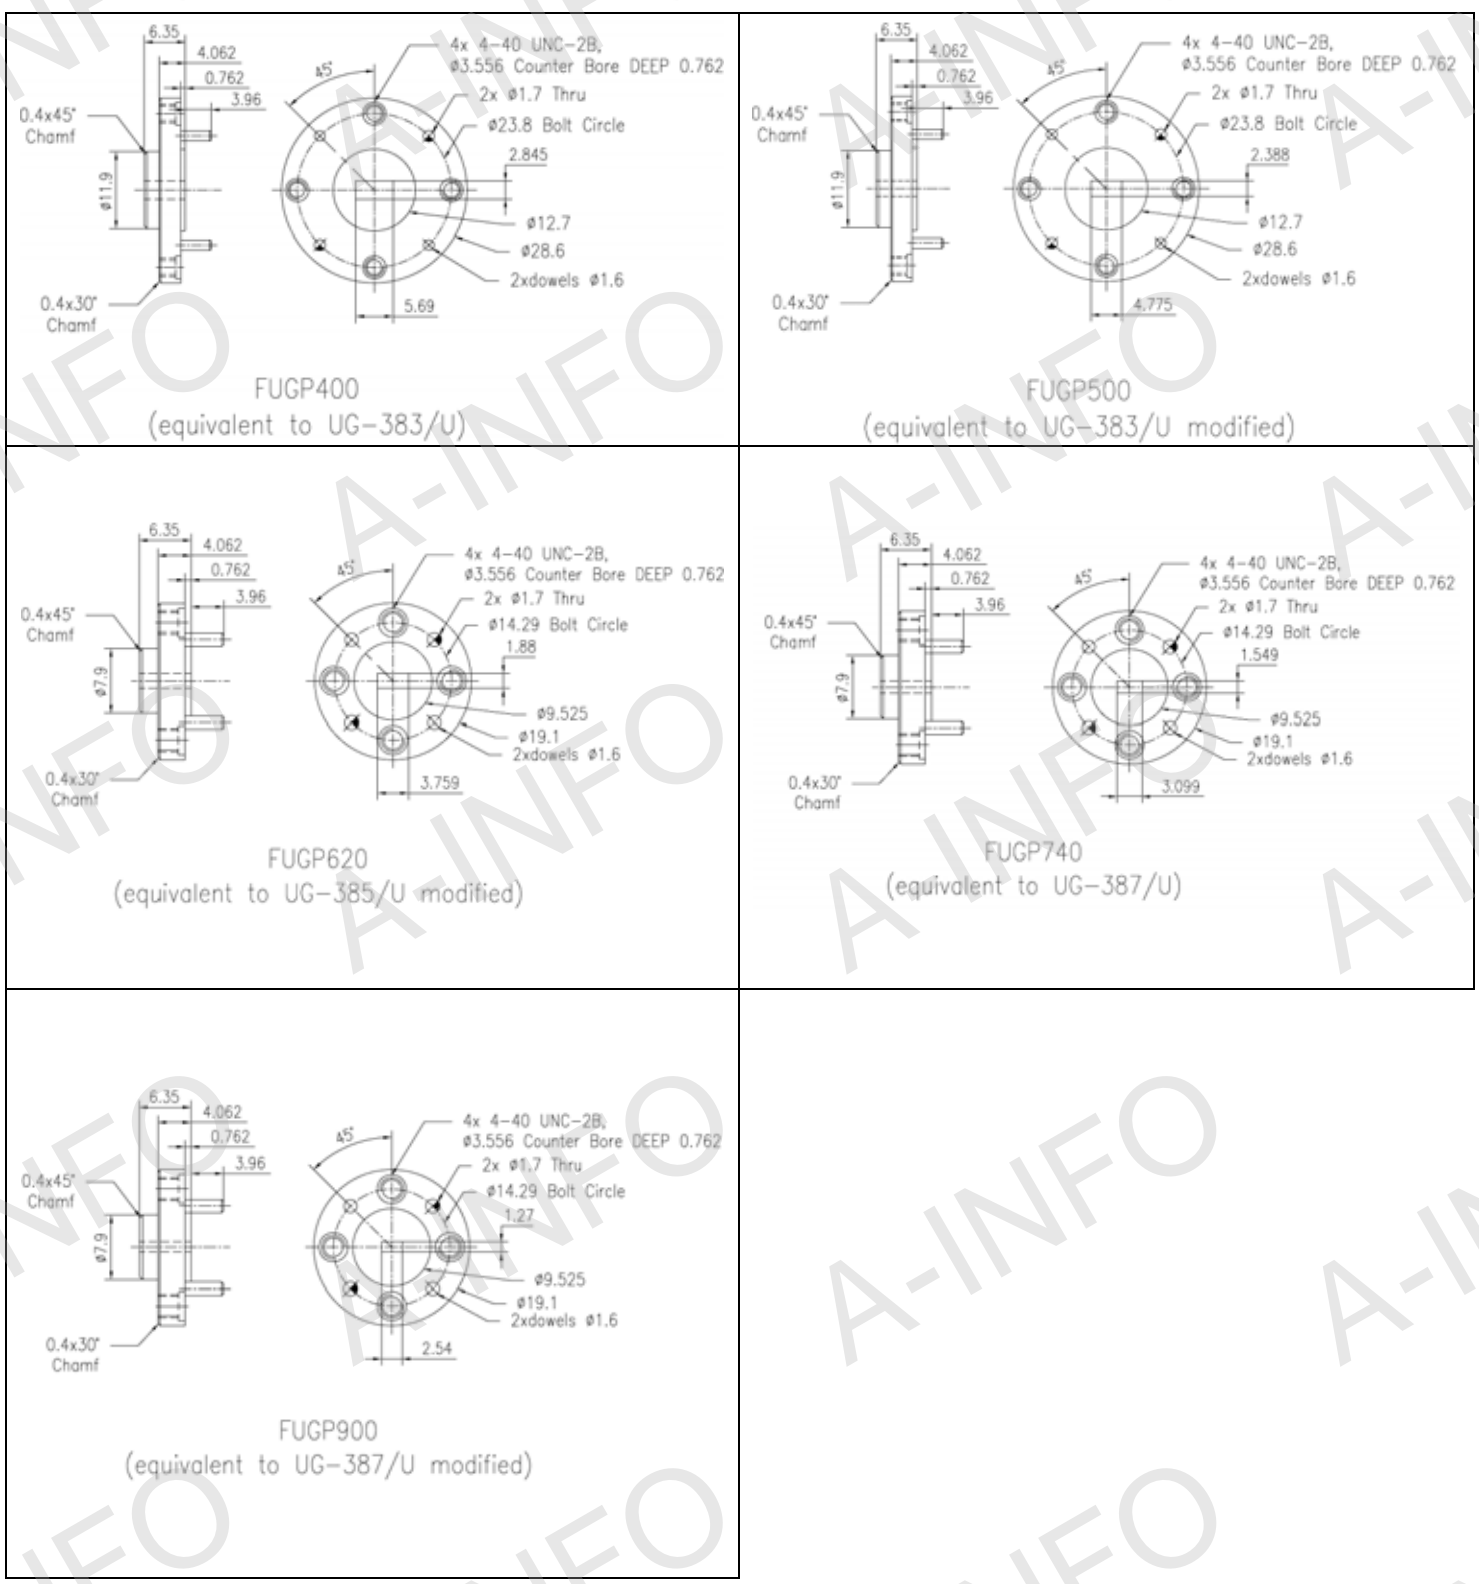 6.35
4.062
0.762
3.96
0.4x45°
Chamf
ø11.9
0.4x30°
Chamf
45°
4x 4-40 UNC-2B,
ø3.556 Counter Bore DEEP 0.762
2x ø1.7 Thru
ø23.8 Bolt Circle
2.845
ø12.7
ø28.6
2xdowels ø1.6
5.69
FUGP400
(equivalent to UG-383/U)
6.35
4.062
0.762
3.96
0.4x45°
Chamf
ø11.9
0.4x30°
Chamf
45°
4x 4-40 UNC-2B,
ø3.556 Counter Bore DEEP 0.762
2x ø1.7 Thru
ø23.8 Bolt Circle
2.388
ø12.7
ø28.6
2xdowels ø1.6
4.775
FUGP500
(equivalent to UG-383/U modified)
6.35
4.062
0.762
3.96
0.4x45°
Chamf
ø7.9
0.4x30°
Chamf
45°
4x 4-40 UNC-2B,
ø3.556 Counter Bore DEEP 0.762
2x ø1.7 Thru
ø14.29 Bolt Circle
1.88
ø9.525
ø19.1
2xdowels ø1.6
3.759
FUGP620
(equivalent to UG-385/U modified)
6.35
4.062
0.762
3.96
0.4x45°
Chamf
ø7.9
0.4x30°
Chamf
45°
4x 4-40 UNC-2B,
ø3.556 Counter Bore DEEP 0.762
2x ø1.7 Thru
ø14.29 Bolt Circle
1.549
ø9.525
ø19.1
2xdowels ø1.6
3.099
FUGP740
(equivalent to UG-387/U)
6.35
4.062
0.762
3.96
0.4x45°
Chamf
ø7.9
0.4x30°
Chamf
45°
4x 4-40 UNC-2B,
ø3.556 Counter Bore DEEP 0.762
2x ø1.7 Thru
ø14.29 Bolt Circle
1.27
ø9.525
ø19.1
2xdowels ø1.6
2.54
FUGP900
(equivalent to UG-387/U modified)
A-INFO